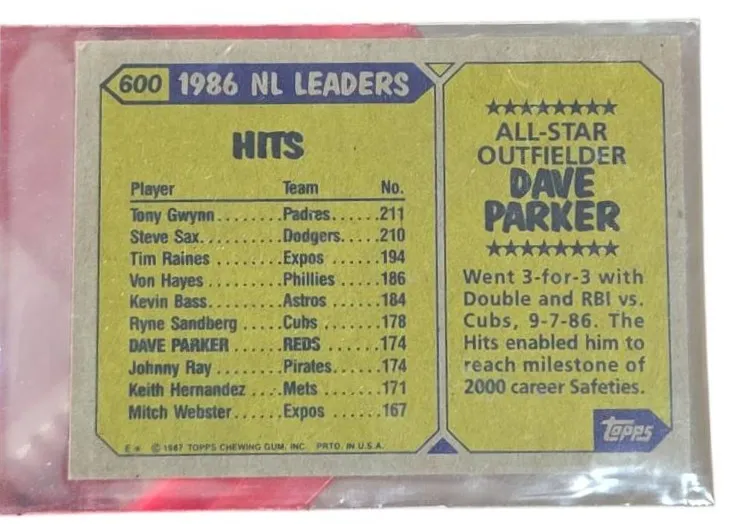 600 1986 NL LEADERS
HITS
Player Team No.
Tony Gwynn.......Padres......211
Steve Sax.........Dodgers.....210
Tim Raines ........Expos ......194
Von Hayes.........Phillies .....186
Kevin Bass........Astros ......184
Ryne Sandberg .....Cubs .......178
DAVE PARKER ......REDS .......174
Johnny Ray .......Pirates......174
Keith Hernandez ....Mets .......171
Mitch Webster......Expos ......167
E* © 1987 TOPPS CHEWING GUM, INC. PRTD. IN U.S.A.
★★★★★★★★
ALL-STAR
OUTFIELDER
DAVE
PARKER
★★★★★★★★
Went 3-for-3 with
Double and RBI vs.
Cubs, 9-7-86. The
Hits enabled him to
reach milestone of
2000 career Safeties.
topps